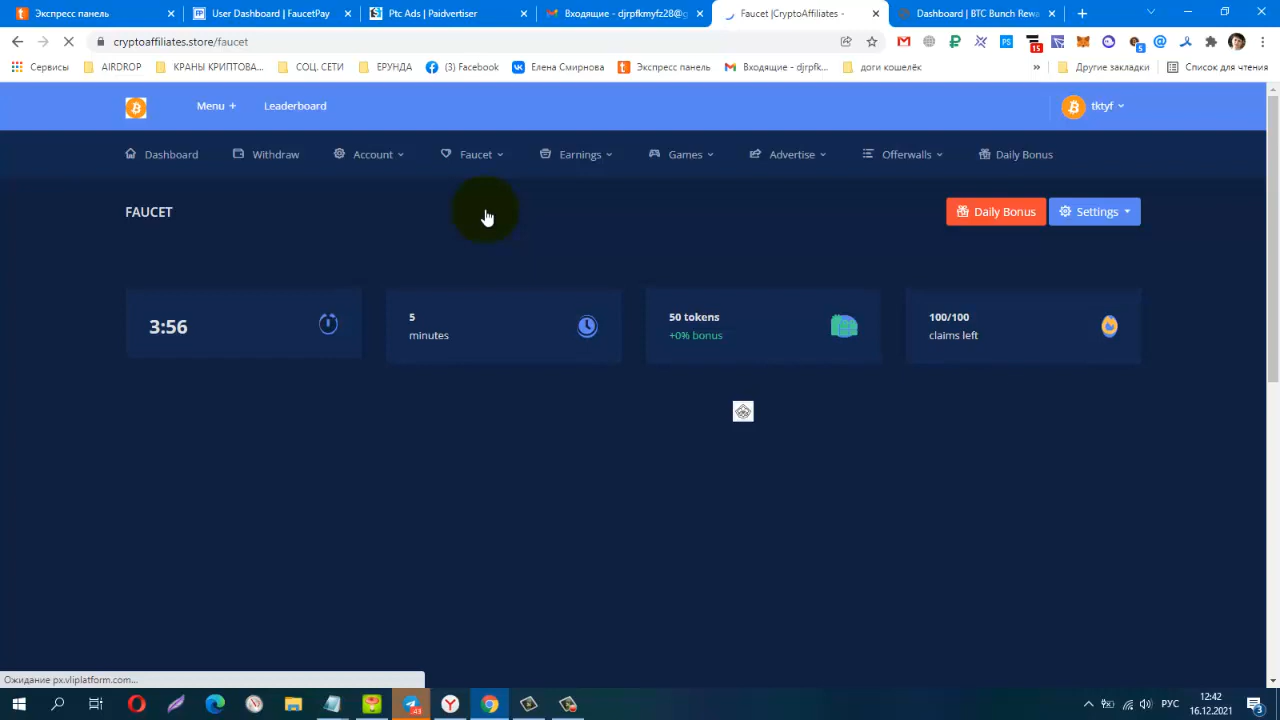 Экспресс панель
User Dashboard | FaucetPay
Ptc Ads | Paidvertiser
Входящие - djrpfkmyfz28@g
Faucet |CryptoAffiliates -
Dashboard | BTC Bunch Rewa
cryptoaffiliates.store/faucet
Сервисы
AIRDROP
КРАНЫ КРИПТОВА...
СОЦ. СЕТИ
ЕРУНДА
(3) Facebook
Елена Смирнова
Экспресс панель
Входящие - djrpfkmyfz...
доги кошелёк
»
Другие закладки
Список для чтения
Menu +
Leaderboard
tktyf
Dashboard
Withdraw
Account
Faucet
Earnings
Games
Advertise
Offerwalls
Daily Bonus
FAUCET
Daily Bonus
Settings
3:56
5
minutes
50 tokens
+0% bonus
100/100
claims left
Ожидание px.vliplatform.com...
РУС
12:42
16.12.2021